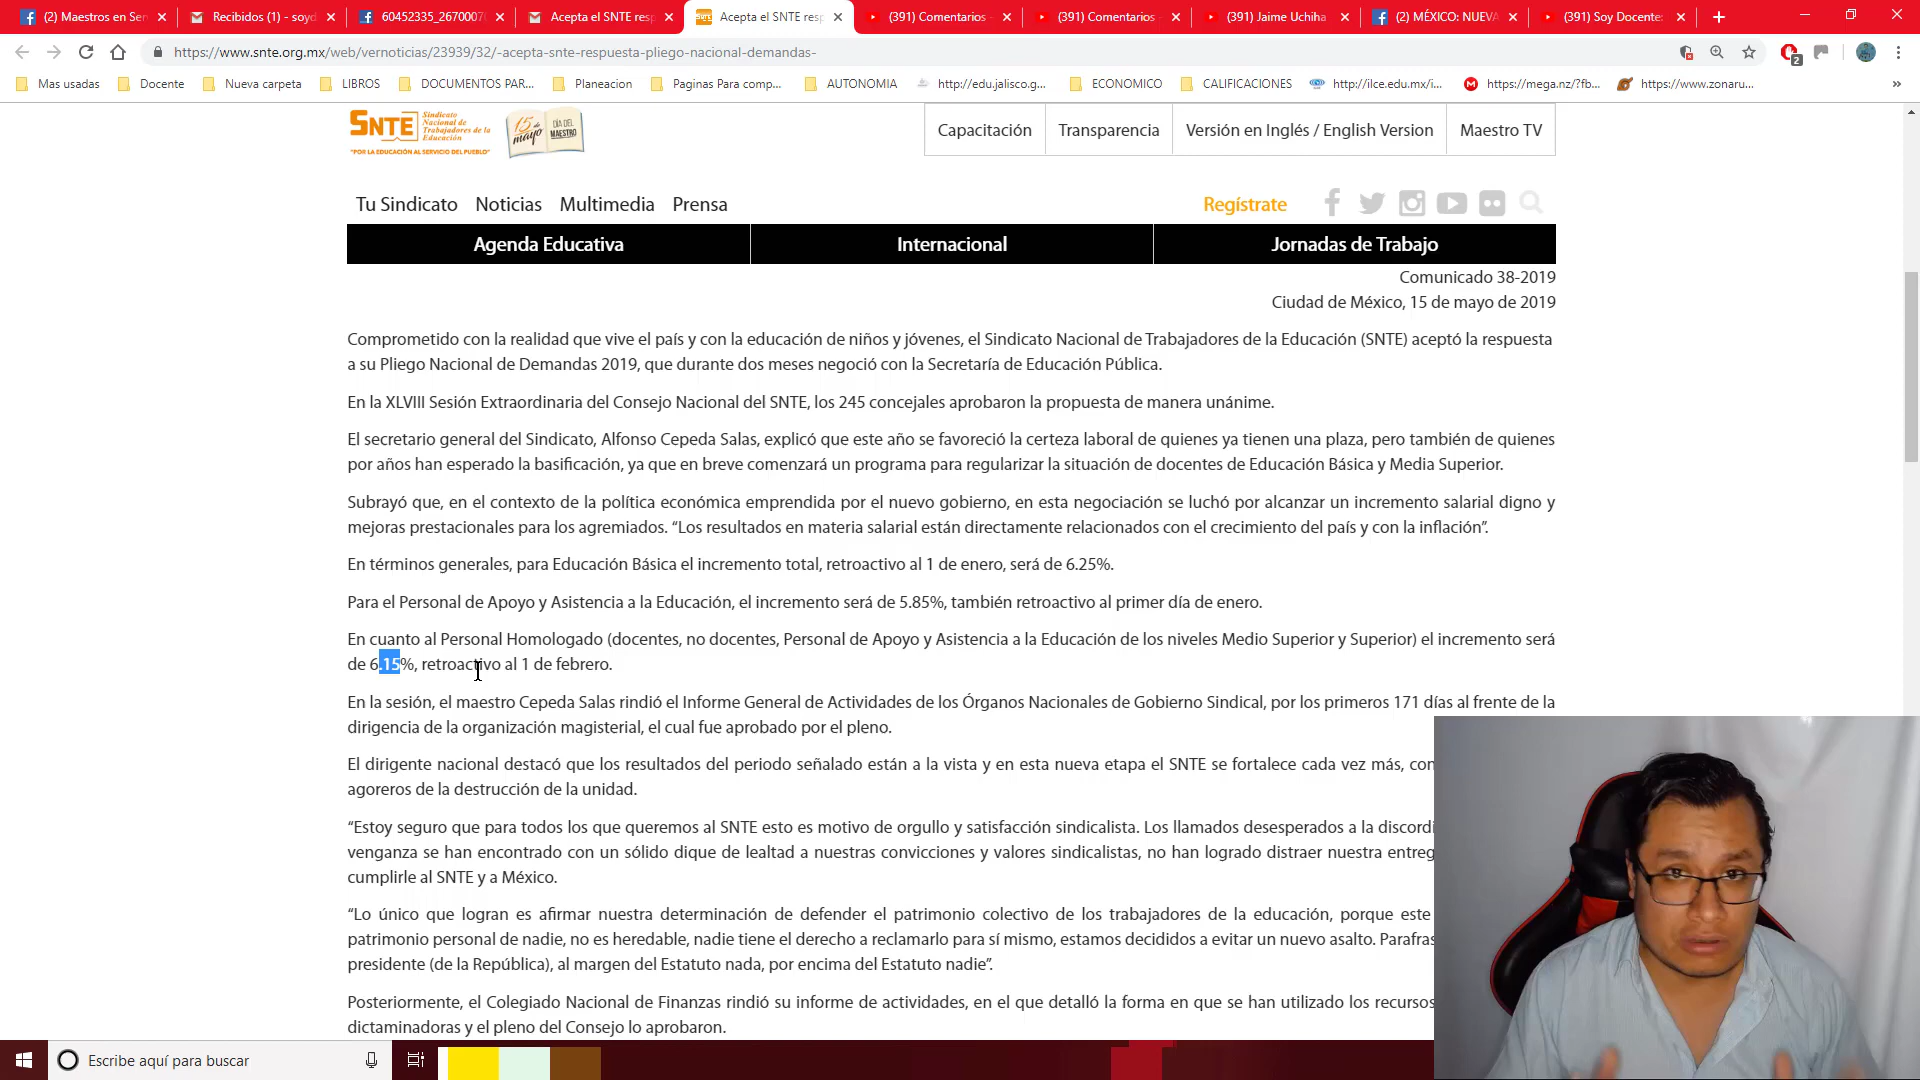 (2) Maestros en Ser
Recibidos (1) - soyd
60452335_2670007
Acepta el SNTE resp
Acepta el SNTE resp
(391) Comentarios -
(391) Comentarios
(391) Jaime Uchiha
(2) MÉXICO: NUEVA
(391) Soy Docente:
https://www.snte.org.mx/web/vernoticias/23939/32/-acepta-snte-respuesta-pliego-nacional-demandas-
2
Mas usadas
Docente
Nueva carpeta
LIBROS
DOCUMENTOS PAR...
Planeacion
Paginas Para comp...
AUTONOMIA
http://edu.jalisco.g...
ECONOMICO
CALIFICACIONES
http://ilce.edu.mx/i...
https://mega.nz/?fb...
https://www.zonaru...
»
SNTE Sindicato
Nacional de
Trabajadores de la
Educación
"POR LA EDUCACIÓN AL SERVICIO DEL PUEBLO"
15 de mayo DÍA DEL MAESTRO
Capacitación
Transparencia
Versión en Inglés / English Version
Maestro TV
Tu Sindicato Noticias Multimedia Prensa
Regístrate
Agenda Educativa
Internacional
Jornadas de Trabajo
Comunicado 38-2019
Ciudad de México, 15 de mayo de 2019
Comprometido con la realidad que vive el país y con la educación de niños y jóvenes, el Sindicato Nacional de Trabajadores de la Educación (SNTE) aceptó la respuesta
a su Pliego Nacional de Demandas 2019, que durante dos meses negoció con la Secretaría de Educación Pública.
En la XLVIII Sesión Extraordinaria del Consejo Nacional del SNTE, los 245 concejales aprobaron la propuesta de manera unánime.
El secretario general del Sindicato, Alfonso Cepeda Salas, explicó que este año se favoreció la certeza laboral de quienes ya tienen una plaza, pero también de quienes
por años han esperado la basificación, ya que en breve comenzará un programa para regularizar la situación de docentes de Educación Básica y Media Superior.
Subrayó que, en el contexto de la política económica emprendida por el nuevo gobierno, en esta negociación se luchó por alcanzar un incremento salarial digno y
mejoras prestacionales para los agremiados. “Los resultados en materia salarial están directamente relacionados con el crecimiento del país y con la inflación”.
En términos generales, para Educación Básica el incremento total, retroactivo al 1 de enero, será de 6.25%.
Para el Personal de Apoyo y Asistencia a la Educación, el incremento será de 5.85%, también retroactivo al primer día de enero.
En cuanto al Personal Homologado (docentes, no docentes, Personal de Apoyo y Asistencia a la Educación de los niveles Medio Superior y Superior) el incremento será
de 6.15%, retroactivo al 1 de febrero.
En la sesión, el maestro Cepeda Salas rindió el Informe General de Actividades de los Órganos Nacionales de Gobierno Sindical, por los primeros 171 días al frente de la
dirigencia de la organización magisterial, el cual fue aprobado por el pleno.
El dirigente nacional destacó que los resultados del periodo señalado están a la vista y en esta nueva etapa el SNTE se fortalece cada vez más, con
agoreros de la destrucción de la unidad.
“Estoy seguro que para todos los que queremos al SNTE esto es motivo de orgullo y satisfacción sindicalista. Los llamados desesperados a la discordi
venganza se han encontrado con un sólido dique de lealtad a nuestras convicciones y valores sindicalistas, no han logrado distraer nuestra entreg
cumplirle al SNTE y a México.
“Lo único que logran es afirmar nuestra determinación de defender el patrimonio colectivo de los trabajadores de la educación, porque este
patrimonio personal de nadie, no es heredable, nadie tiene el derecho a reclamarlo para sí mismo, estamos decididos a evitar un nuevo asalto. Parafras
presidente (de la República), al margen del Estatuto nada, por encima del Estatuto nadie”.
Posteriormente, el Colegiado Nacional de Finanzas rindió su informe de actividades, en el que detalló la forma en que se han utilizado los recursos
dictaminadoras y el pleno del Consejo lo aprobaron.
Escribe aquí para buscar